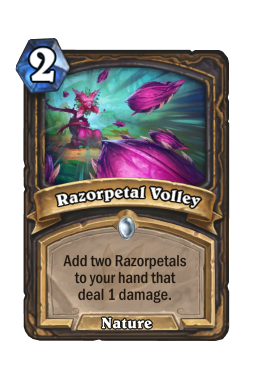 2
Razorpetal Volley
Add two Razorpetals
to your hand that
deal 1 damage.
Nature